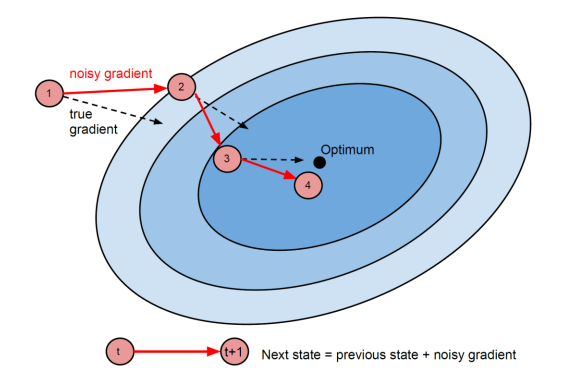 noisy gradient
1
2
true
gradient
3
Optimum
4
t
t+1
Next state = previous state + noisy gradient